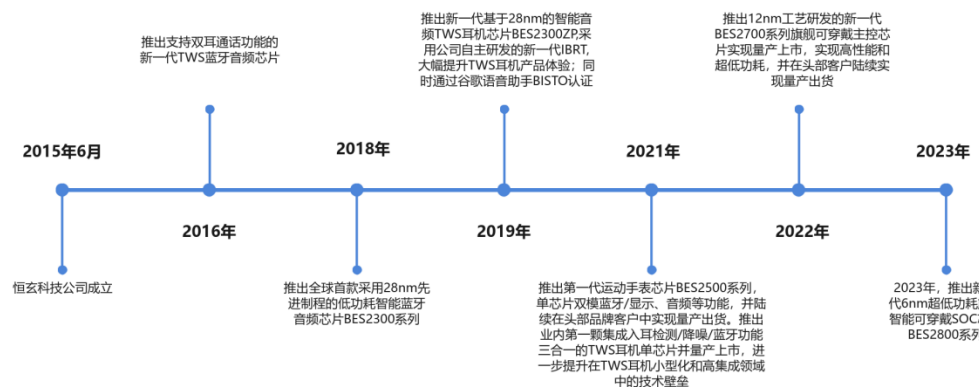 推出支持双耳通话功能的
新一代TWS蓝牙音频芯片
推出新一代基于28nm的智能音
频TWS耳机芯片BES2300ZP,采
用公司自主研发的新一代IBRT,
大幅提升TWS耳机产品体验；同
时通过谷歌语音助手BISTO认证
推出12nm工艺研发的新一代
BES2700系列旗舰可穿戴主控芯
片实现量产上市，实现高性能和
超低功耗，并在头部客户陆续实
现量产出货
2015年6月
2018年
2021年
2023年
2016年
2019年
2022年
恒玄科技公司成立
推出全球首款采用28nm先
进制程的低功耗智能蓝牙
音频芯片BES2300系列
推出第一代运动手表芯片BES2500系列，
单芯片双模蓝牙/显示、音频等功能，并陆
续在头部品牌客户中实现量产出货。推出
业内第一颗集成入耳检测/降噪/蓝牙功能
三合一的TWS耳机单芯片并量产上市，进
一步提升在TWS耳机小型化和高集成领域
中的技术壁垒
2023年，推出新
代6nm超低功耗
智能可穿戴SOC
BES2800系列